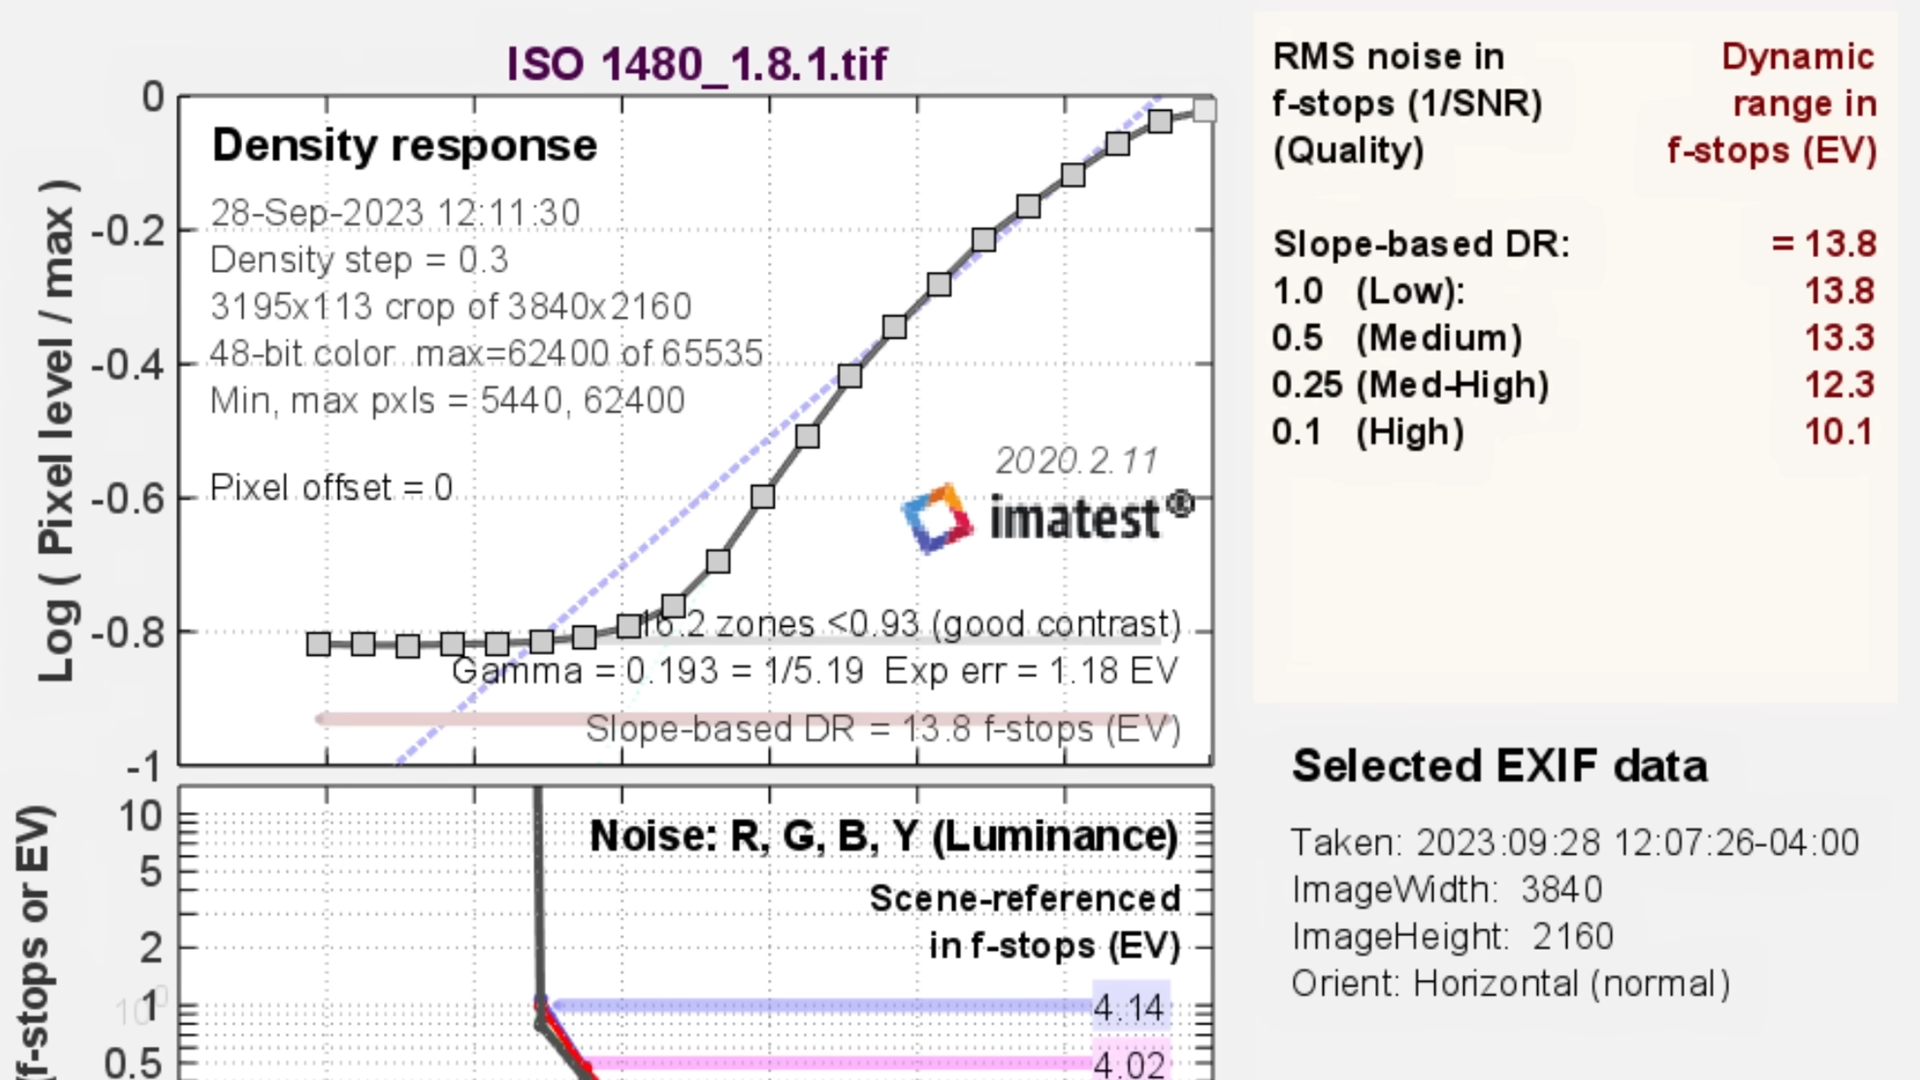 ISO 1480_1.8.1.tif
0
-0.2
-0.4
-0.6
-0.8
-1
Log ( Pixel level / max )
Density response
28-Sep-2023 12:11:30
Density step = 0.3
3195x113 crop of 3840x2160
48-bit color max=62400 of 65535
Min, max pxls = 5440, 62400
Pixel offset = 0
2020.2.11
imatest®
16.2 zones <0.93 (good contrast)
Gamma = 0.193 = 1/5.19 Exp err = 1.18 EV
Slope-based DR = 13.8 f-stops (EV)
10
5
2
1
0.5
10⁰
(f-stops or EV)
Noise: R, G, B, Y (Luminance)
Scene-referenced
in f-stops (EV)
4.14
4.02
RMS noise in Dynamic
f-stops (1/SNR) range in
(Quality) f-stops (EV)
Slope-based DR: = 13.8
1.0 (Low): 13.8
0.5 (Medium) 13.3
0.25 (Med-High) 12.3
0.1 (High) 10.1
Selected EXIF data
Taken: 2023:09:28 12:07:26-04:00
ImageWidth: 3840
ImageHeight: 2160
Orient: Horizontal (normal)